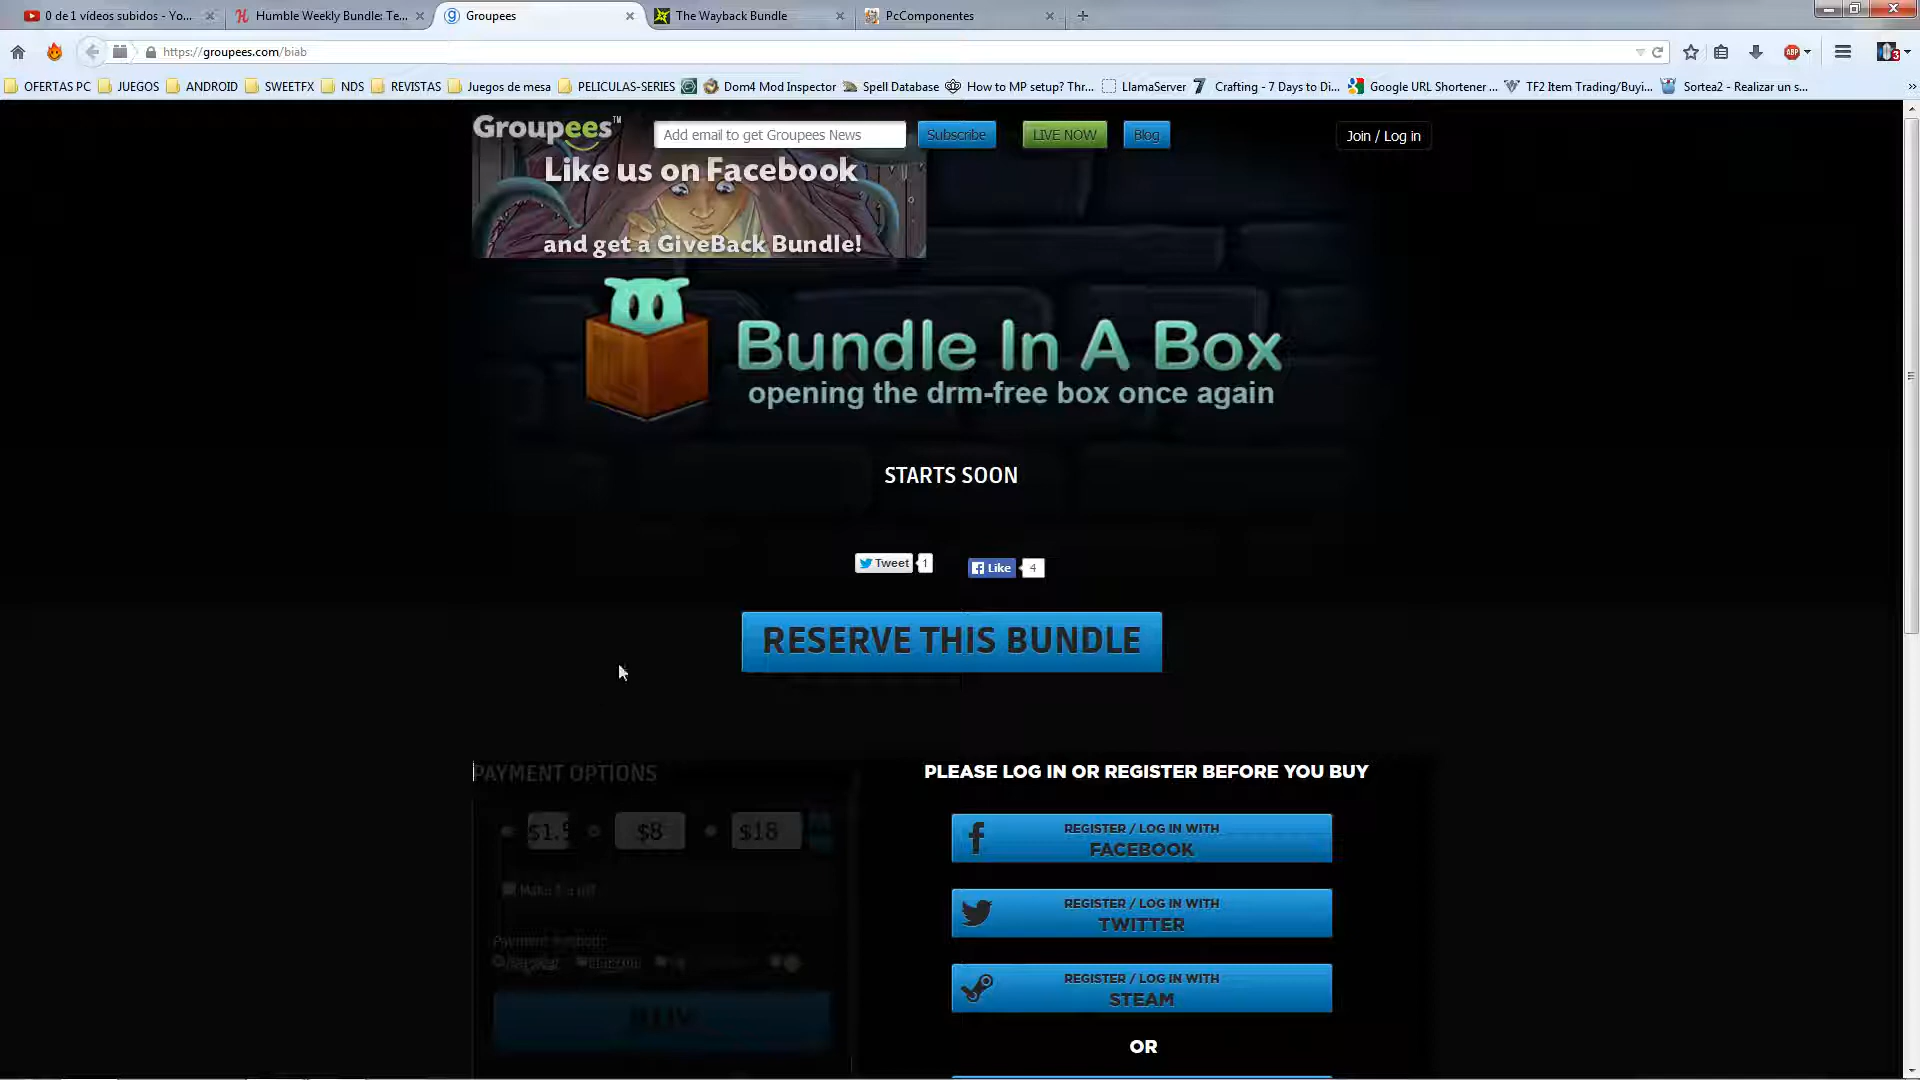 0 de 1 vídeos subidos - Yo...
Humble Weekly Bundle: Te...
Groupees
The Wayback Bundle
PcComponentes
https://groupees.com/biab
ABP
3
OFERTAS PC
JUEGOS
ANDROID
SWEETFX
NDS
REVISTAS
Juegos de mesa
PELICULAS-SERIES
Dom4 Mod Inspector
Spell Database
How to MP setup? Thr...
LlamaServer
Crafting - 7 Days to Di...
Google URL Shortener ...
TF2 Item Trading/Buyi...
Sortea2 - Realizar un s...
Groupees™
Add email to get Groupees News
Subscribe
LIVE NOW
Blog
Join / Log in
Like us on Facebook
and get a GiveBack Bundle!
Bundle In A Box
opening the drm-free box once again
STARTS SOON
Tweet
1
Like
4
RESERVE THIS BUNDLE
PAYMENT OPTIONS
PLEASE LOG IN OR REGISTER BEFORE YOU BUY
$8
$18
REGISTER / LOG IN WITH
FACEBOOK
REGISTER / LOG IN WITH
TWITTER
Payment
amazon
REGISTER / LOG IN WITH
STEAM
OR